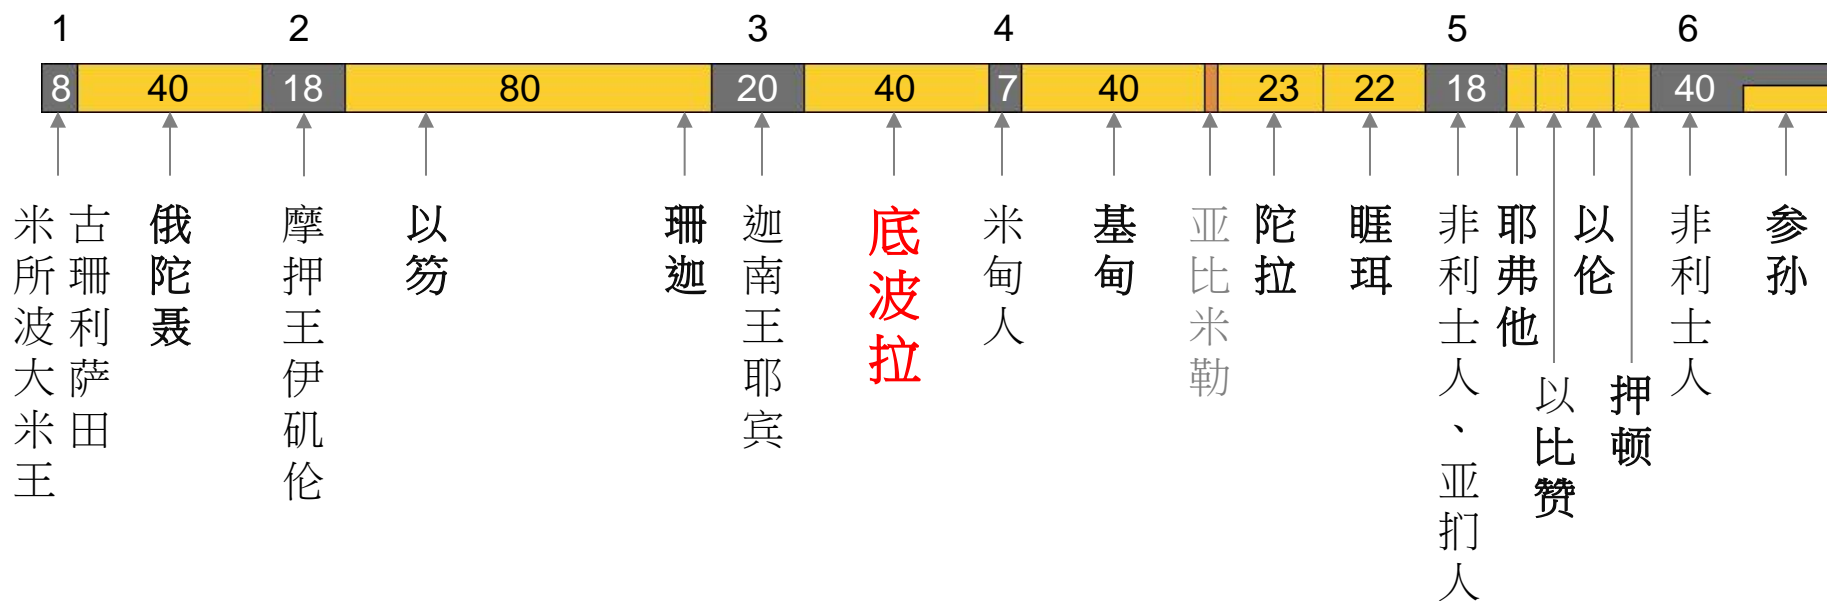 1 2 3 4 5 6
8 40 18 80 20 40 7 40 23 22 18 40
米所波大米王
古珊利萨田
俄陀聂
摩押王伊矶伦
以笏
珊迦
迦南王耶宾
底波拉
米甸人
基甸
亚比米勒
陀拉
睚珥
非利士人、亚扪人
耶弗他
以比赞
以伦
押顿
非利士人
参孙